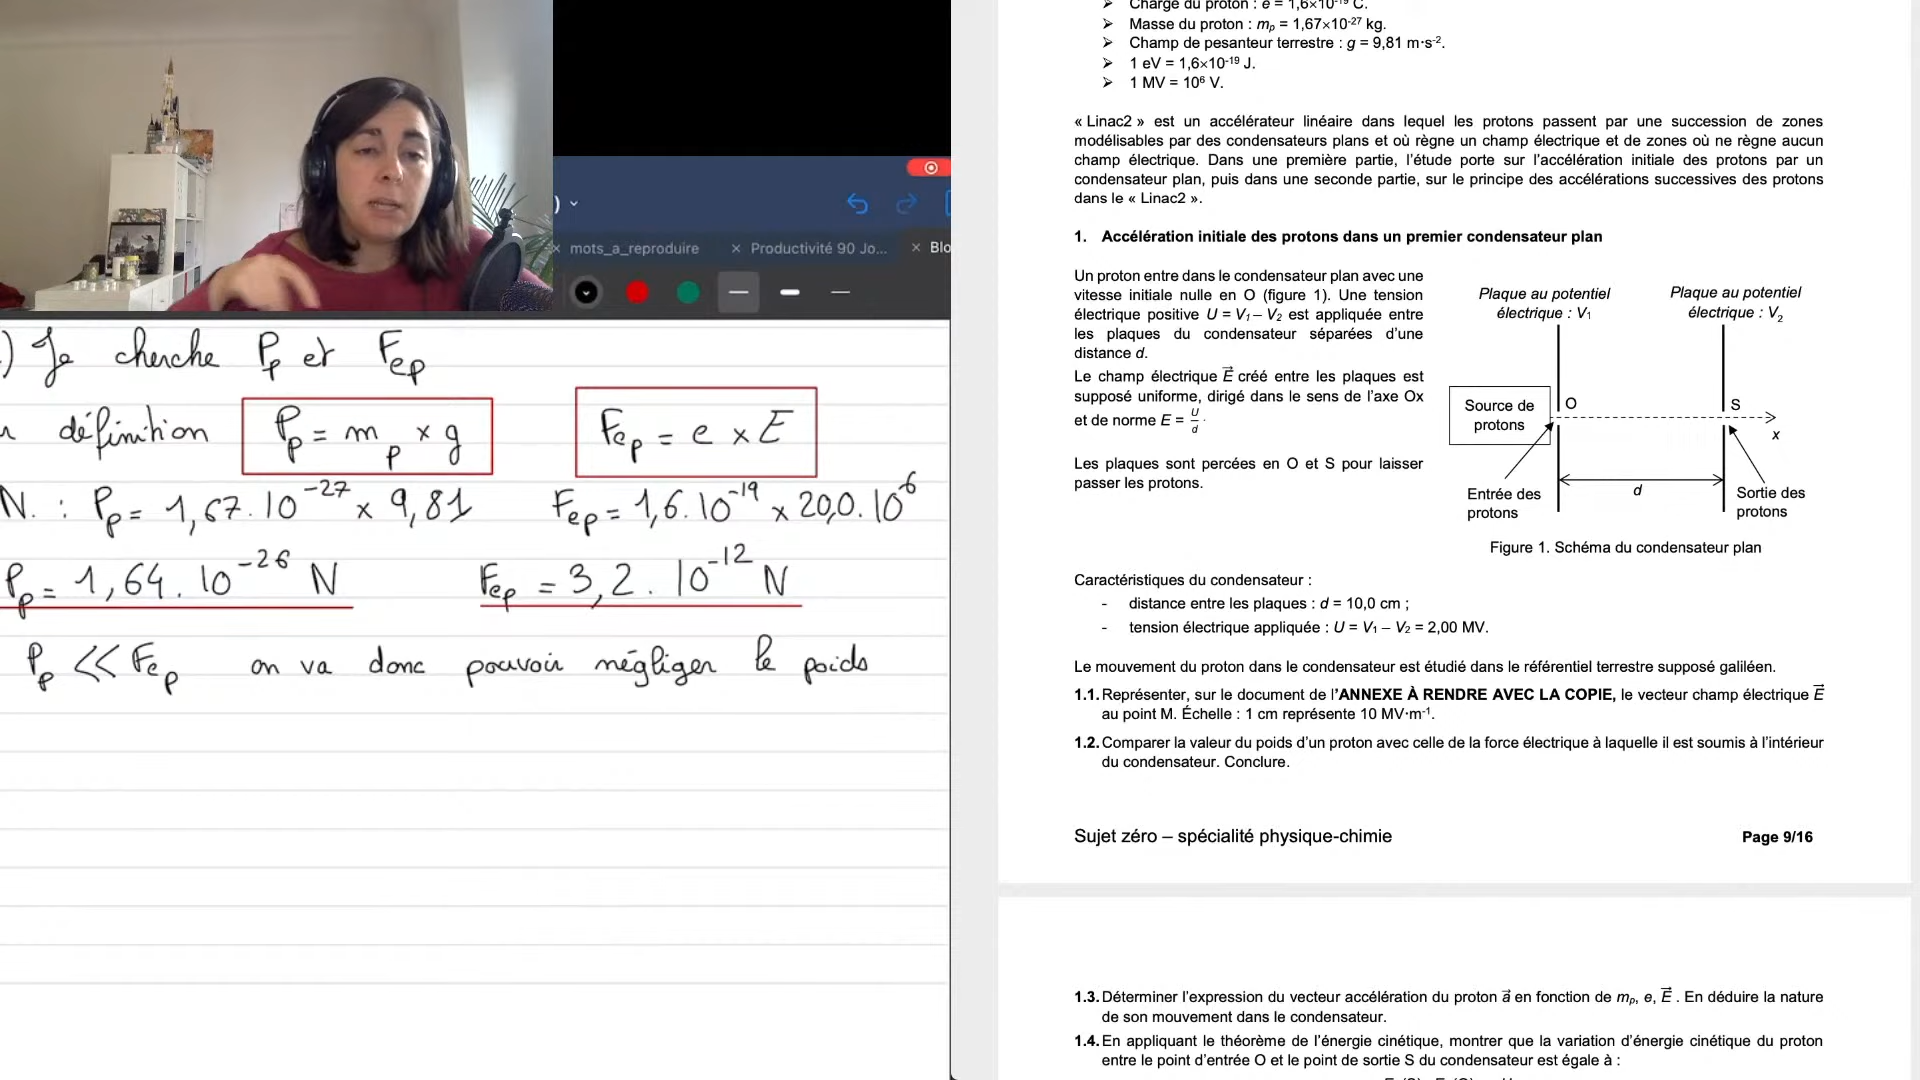 ) ⌄
× mots_a_reproduire × Productivité 90 Jo... × Blo
) Je cherche Pp et Fep
définition Pp = mp × g Fep = e × E
N. : Pp = 1,67.10⁻²⁷ × 9,81 Fep = 1,6.10⁻¹⁹ × 20,0.10⁶
Pp = 1,64.10⁻²⁶ N Fep = 3,2.10⁻¹² N
Pp << Fep on va donc pouvoir négliger le poids
➢ Charge du proton : e = 1,6×10⁻¹⁹ C.
➢ Masse du proton : mp = 1,67×10⁻²⁷ kg.
➢ Champ de pesanteur terrestre : g = 9,81 m·s⁻².
➢ 1 eV = 1,6×10⁻¹⁹ J.
➢ 1 MV = 10⁶ V.
« Linac2 » est un accélérateur linéaire dans lequel les protons passent par une succession de zones
modélisables par des condensateurs plans et où règne un champ électrique et de zones où ne règne aucun
champ électrique. Dans une première partie, l'étude porte sur l'accélération initiale des protons par un
condensateur plan, puis dans une seconde partie, sur le principe des accélérations successives des protons
dans le « Linac2 ».
1. Accélération initiale des protons dans un premier condensateur plan
Un proton entre dans le condensateur plan avec une
vitesse initiale nulle en O (figure 1). Une tension
électrique positive U = V₁ – V₂ est appliquée entre
les plaques du condensateur séparées d'une
distance d.
Le champ électrique E⃗ créé entre les plaques est
supposé uniforme, dirigé dans le sens de l'axe Ox
et de norme E = U/d.
Les plaques sont percées en O et S pour laisser
passer les protons.
Plaque au potentiel
électrique : V₁
Plaque au potentiel
électrique : V₂
Source de
protons
O
S
x
d
Entrée des
protons
Sortie des
protons
Figure 1. Schéma du condensateur plan
Caractéristiques du condensateur :
- distance entre les plaques : d = 10,0 cm ;
- tension électrique appliquée : U = V₁ – V₂ = 2,00 MV.
Le mouvement du proton dans le condensateur est étudié dans le référentiel terrestre supposé galiléen.
1.1. Représenter, sur le document de l'ANNEXE À RENDRE AVEC LA COPIE, le vecteur champ électrique E⃗
au point M. Échelle : 1 cm représente 10 MV·m⁻¹.
1.2. Comparer la valeur du poids d'un proton avec celle de la force électrique à laquelle il est soumis à l'intérieur
du condensateur. Conclure.
Sujet zéro – spécialité physique-chimie Page 9/16
1.3. Déterminer l'expression du vecteur accélération du proton a⃗ en fonction de mp, e, E⃗ . En déduire la nature
de son mouvement dans le condensateur.
1.4. En appliquant le théorème de l'énergie cinétique, montrer que la variation d'énergie cinétique du proton
entre le point d'entrée O et le point de sortie S du condensateur est égale à :